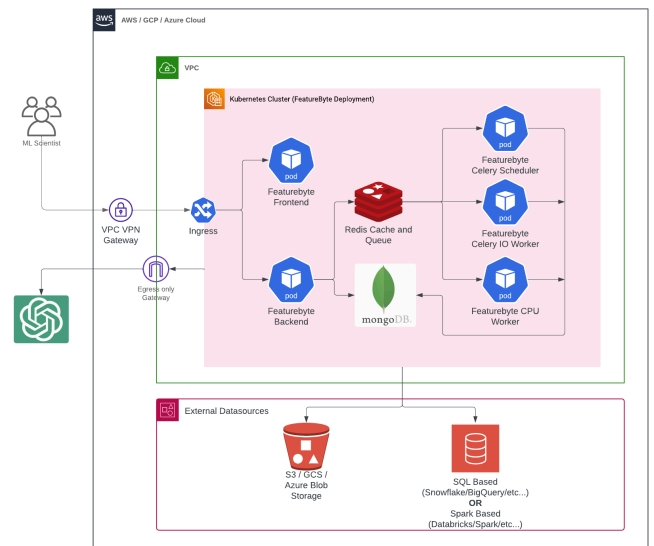 aws
AWS / GCP / Azure Cloud
VPC
Kubernetes Cluster (FeatureByte Deployment)
ML Scientist
pod
Featurebyte
Frontend
pod
Featurebyte
Celery Scheduler
VPC VPN
Gateway
Ingress
Redis Cache and
Queue
pod
Featurebyte
Celery IO Worker
Egress only
Gateway
pod
Featurebyte
Backend
mongoDB.
pod
Featurebyte CPU
Worker
External Datasources
S3 / GCS /
Azure Blob
Storage
SQL Based
(Snowflake/BigQuery/etc...)
OR
Spark Based
(Databricks/Spark/etc...)